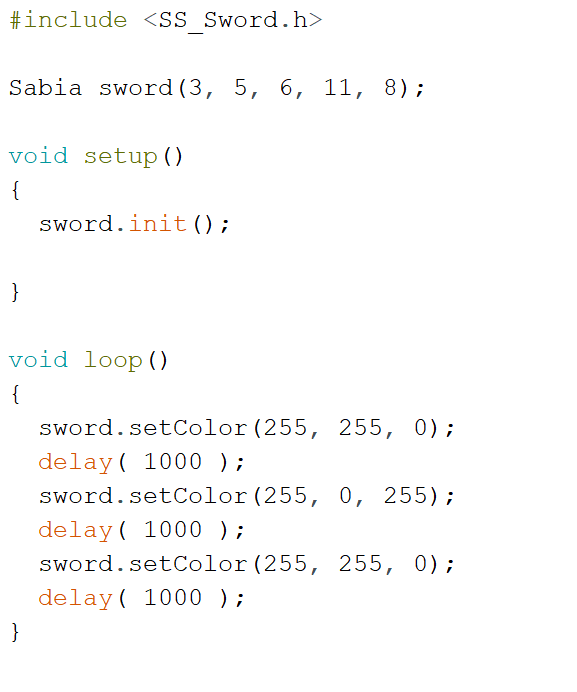 #include <SS_Sword.h>
Sabia sword(3, 5, 6, 11, 8);
void setup()
{
  sword.init();
}
void loop()
{
  sword.setColor(255, 255, 0);
  delay( 1000 );
  sword.setColor(255, 0, 255);
  delay( 1000 );
  sword.setColor(255, 255, 0);
  delay( 1000 );
}